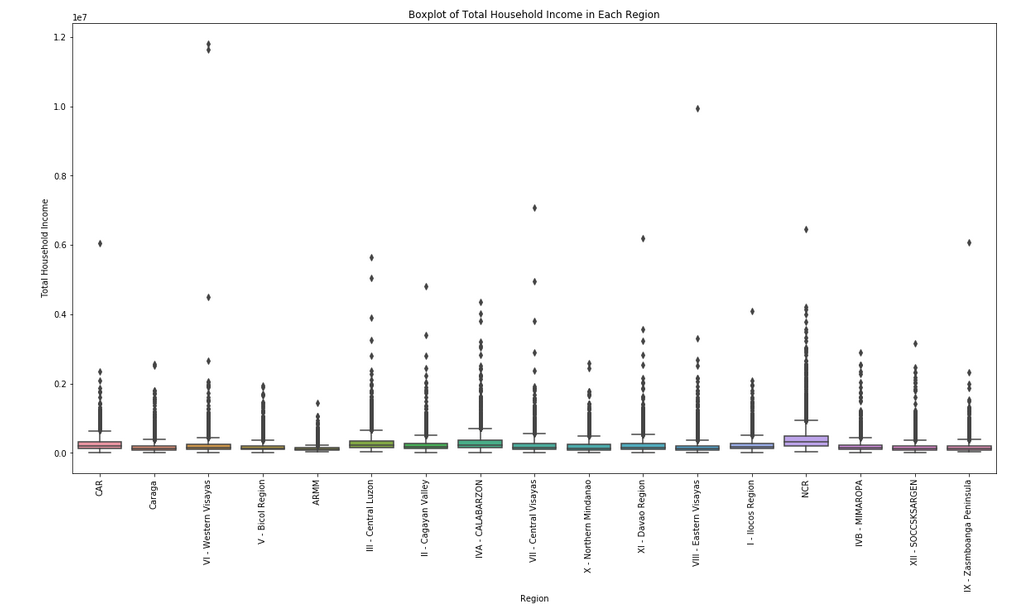 Boxplot of Total Household Income in Each Region
1e7
1.2
1.0
0.8
0.6
0.4
0.2
0.0
Total Household Income
CAR
Caraga
VI - Western Visayas
V - Bicol Region
ARMM
III - Central Luzon
II - Cagayan Valley
IVA - CALABARZON
VII - Central Visayas
X - Northern Mindanao
XI - Davao Region
VIII - Eastern Visayas
I - Ilocos Region
NCR
IVB - MIMAROPA
XII - SOCCSKSARGEN
IX - Zasmboanga Peninsula
Region